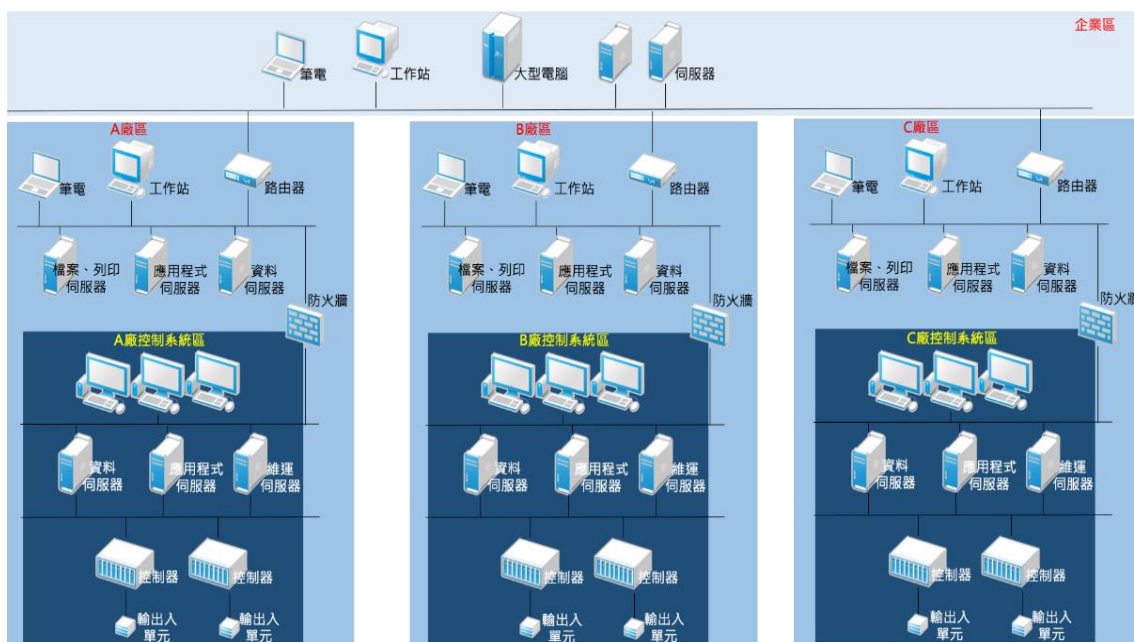 企業區
筆電
工作站
大型電腦
伺服器
A廠區
筆電
工作站
路由器
檔案、列印
伺服器
應用程式
伺服器
資料
伺服器
防火牆
A廠控制系統區
資料
伺服器
應用程式
伺服器
維運
伺服器
控制器
控制器
輸出入
單元
輸出入
單元
B廠區
筆電
工作站
路由器
檔案、列印
伺服器
應用程式
伺服器
資料
伺服器
防火牆
B廠控制系統區
資料
伺服器
應用程式
伺服器
維運
伺服器
控制器
控制器
輸出入
單元
輸出入
單元
C廠區
筆電
工作站
路由器
檔案、列印
伺服器
應用程式
伺服器
資料
伺服器
防火牆
C廠控制系統區
資料
伺服器
應用程式
伺服器
維運
伺服器
控制器
控制器
輸出入
單元
輸出入
單元